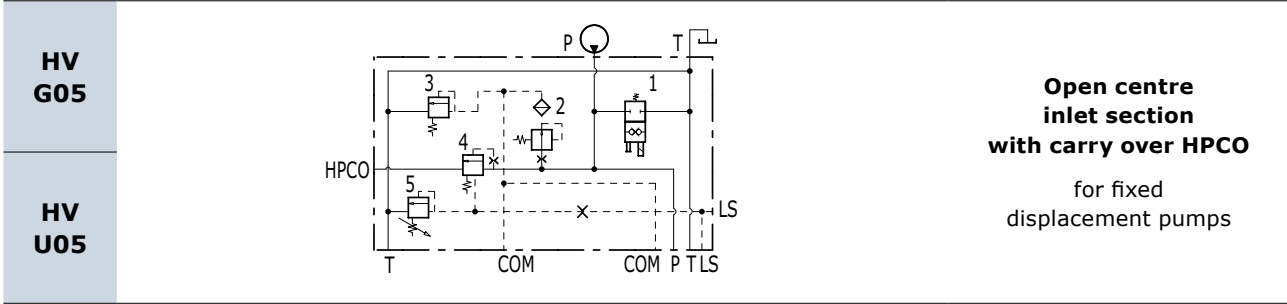 HV
G05
HV
U05
P
T
3
1
2
4
HPCO
5
LS
T
COM
COM
P
T
LS
Open centre
inlet section
with carry over HPCO
for fixed
displacement pumps